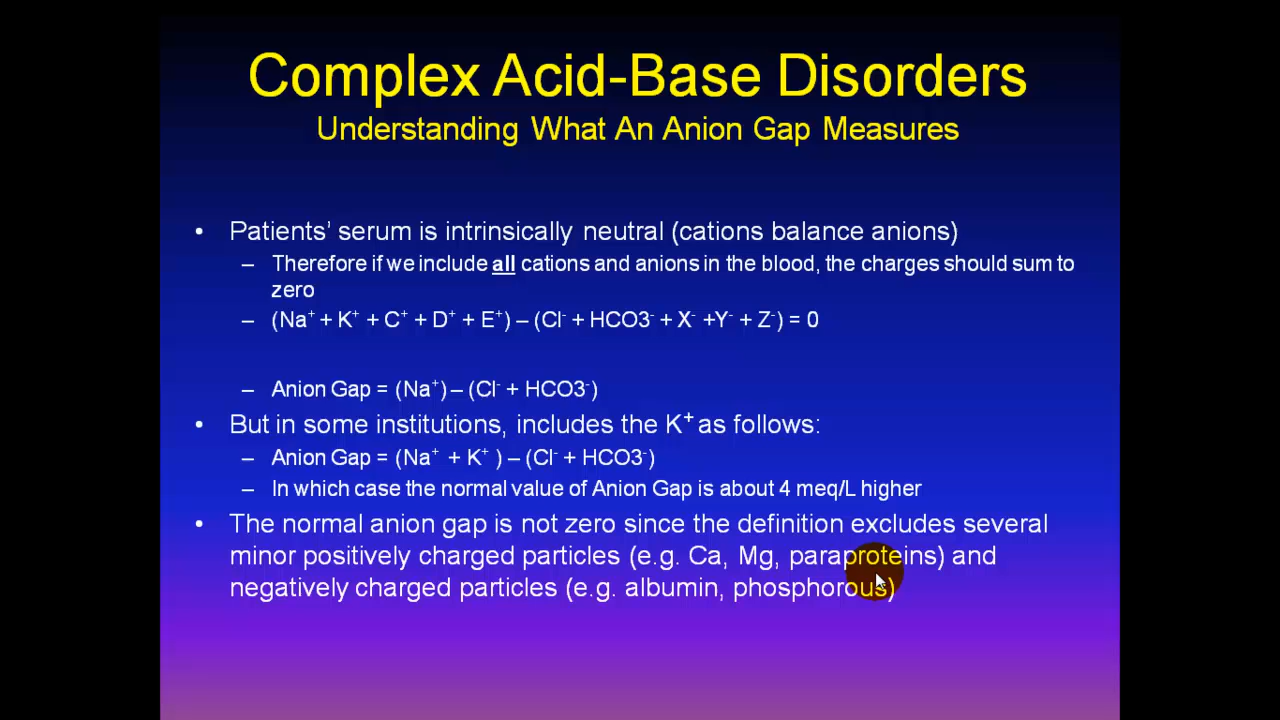 Complex Acid-Base Disorders
Understanding What An Anion Gap Measures
• Patients’ serum is intrinsically neutral (cations balance anions)
– Therefore if we include all cations and anions in the blood, the charges should sum to
zero
– (Na⁺ + K⁺ + C⁺ + D⁺ + E⁺) – (Cl⁻ + HCO3⁻ + X⁻ +Y⁻ + Z⁻) = 0
– Anion Gap = (Na⁺) – (Cl⁻ + HCO3⁻)
• But in some institutions, includes the K⁺ as follows:
– Anion Gap = (Na⁺ + K⁺ ) – (Cl⁻ + HCO3⁻)
– In which case the normal value of Anion Gap is about 4 meq/L higher
• The normal anion gap is not zero since the definition excludes several
minor positively charged particles (e.g. Ca, Mg, paraproteins) and
negatively charged particles (e.g. albumin, phosphorous)